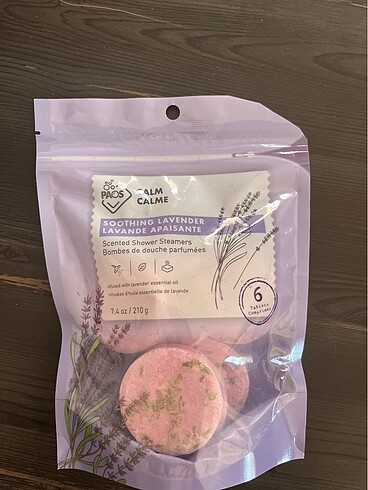 PAOS
CALM
CALME
SOOTHING LAVENDER
LAVANDE APAISANTE
Scented Shower Steamers
Bombes de douche parfumées
Infused with lavender essential oil
Infusées d'huile essentielle de lavande
7.4 oz / 210 g
6
Tablets
Comprimés